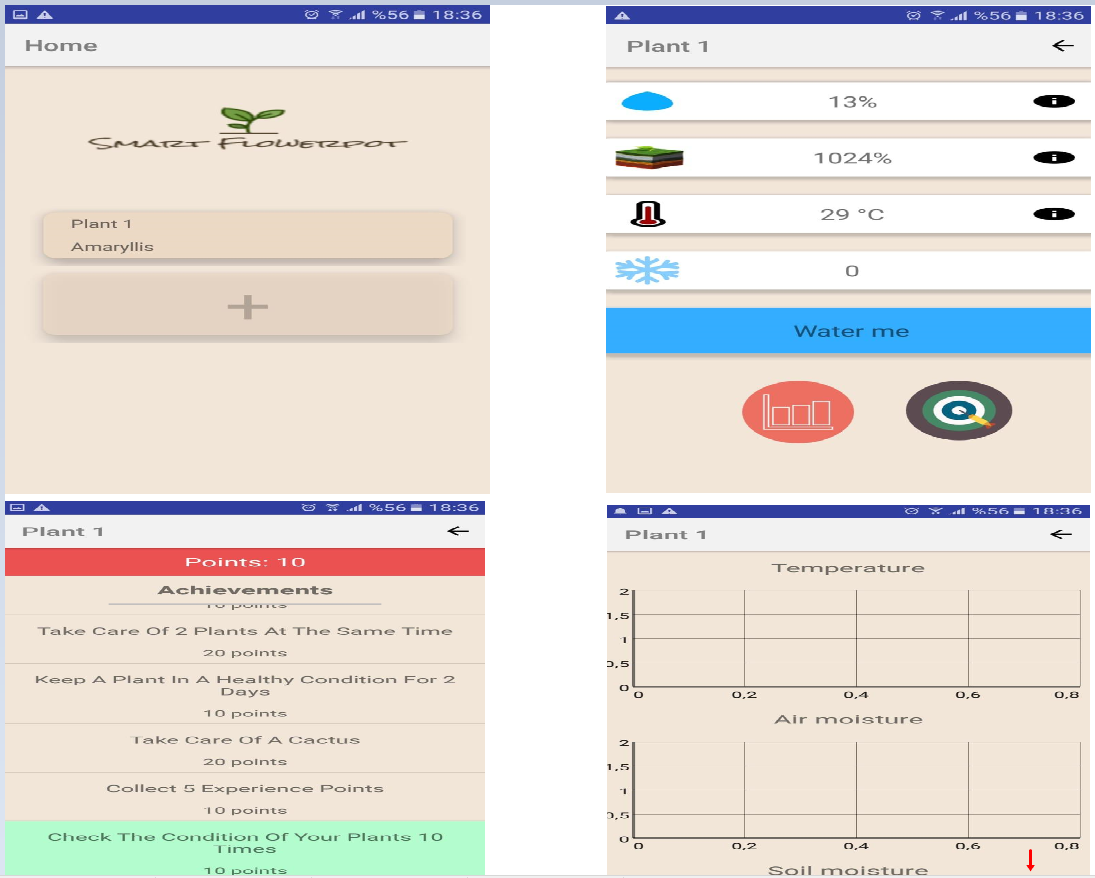 %56 18:36
Home
SMART FLOWERPOT
Plant 1
Amaryllis
+
%56 18:36
Plant 1
13%
1024%
29 °C
0
Water me
%56 18:36
Plant 1
Points: 10
Achievements
10 points
Take Care Of 2 Plants At The Same Time
20 points
Keep A Plant In A Healthy Condition For 2
Days
10 points
Take Care Of A Cactus
20 points
Collect 5 Experience Points
10 points
Check The Condition Of Your Plants 10
Times
10 points
%56 18:36
Plant 1
Temperature
2
1,5
1
0,5
0
0 0,2 0,4 0,6 0,8
Air moisture
2
1,5
1
0,5
0
0 0,2 0,4 0,6 0,8
Soil moisture